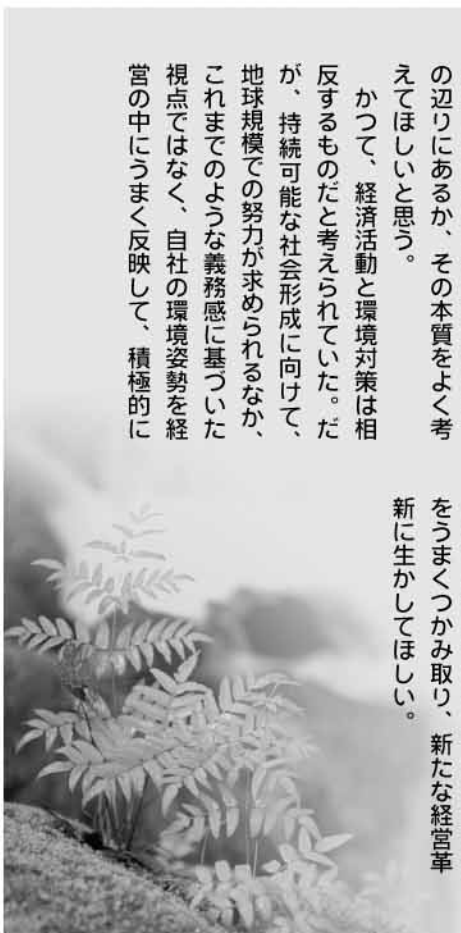 の辺りにあるか、その本質をよく考
えてほしいと思う。
かつて、経済活動と環境対策は相
反するものだと考えられていた。だ
が、持続可能な社会形成に向けて、
地球規模での努力が求められるなか、
これまでのような義務感に基づいた
視点ではなく、自社の環境姿勢を経
営の中にうまく反映して、積極的に
をうまくつかみ取り、新たな経営革
新に生かしてほしい。